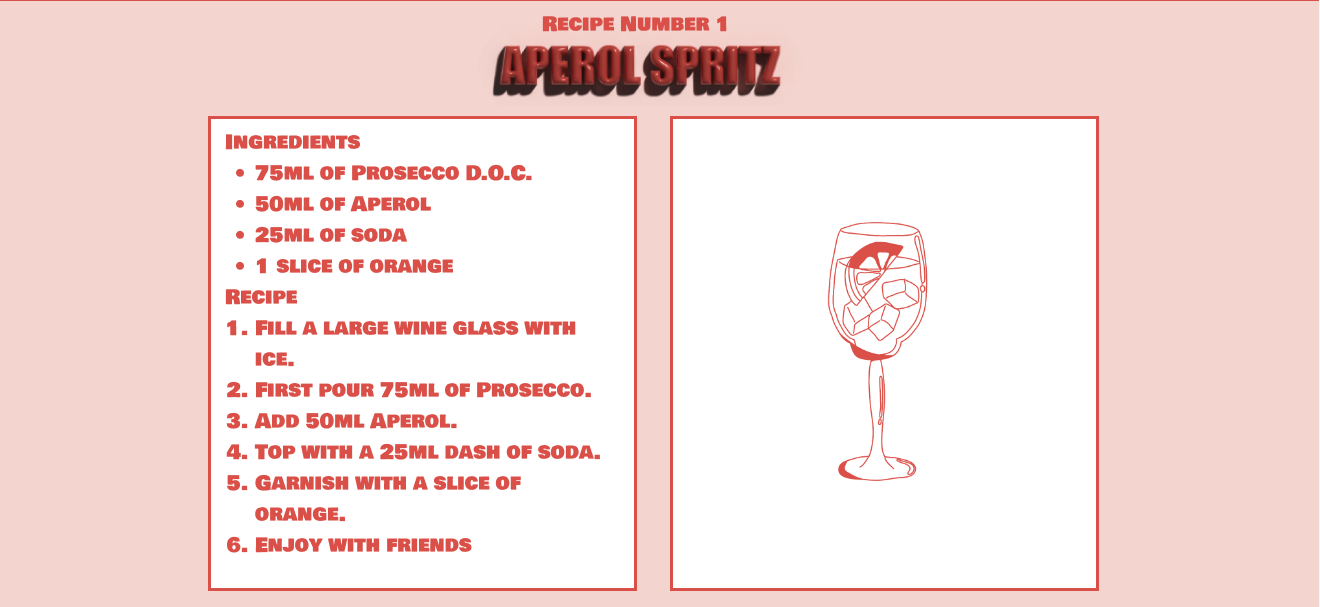 Recipe Number 1
APEROL SPRITZ
Ingredients
• 75ml of Prosecco D.O.C.
• 50ml of Aperol
• 25ml of soda
• 1 slice of orange
Recipe
1. Fill a large wine glass with
ice.
2. First pour 75ml of Prosecco.
3. Add 50ml Aperol.
4. Top with a 25ml dash of soda.
5. Garnish with a slice of
orange.
6. Enjoy with friends